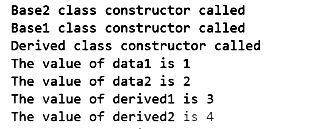 Base2 class constructor called
Base1 class constructor called
Derived class constructor called
The value of data1 is 1
The value of data2 is 2
The value of derived1 is 3
The value of derived2 is 4